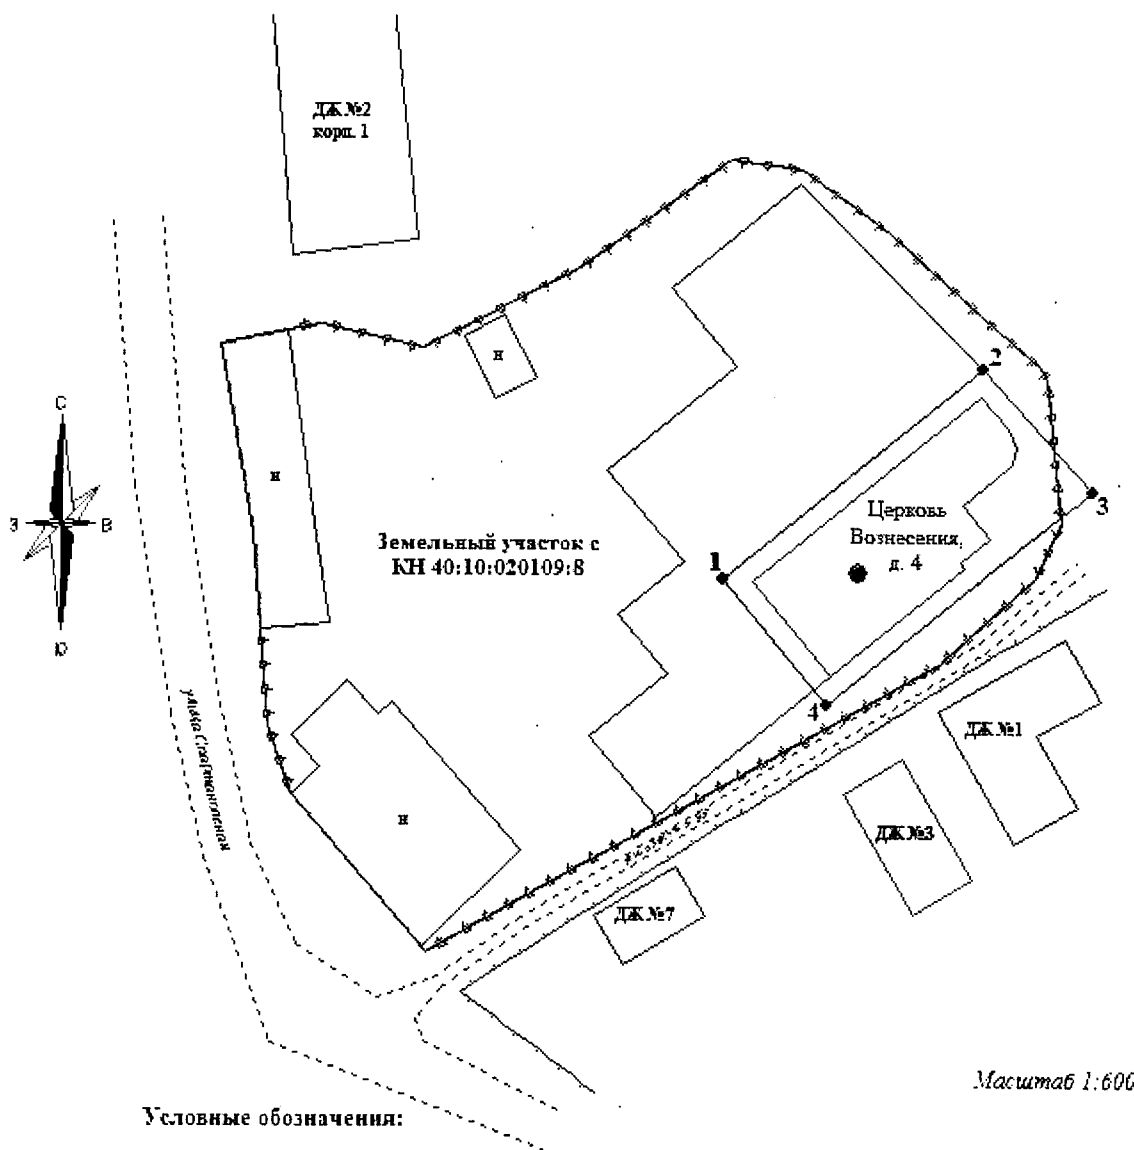 ДЖ №2
корп. 1
2
н
С
н
З
В
3
Церковь
Вознесения,
д. 4
Земельный участок с
КН 40:10:020109:8
1
Ю
улица
4
ДЖ №1
н
ДЖ №3
ДЖ №7
Масштаб 1:600
Условные обозначения: